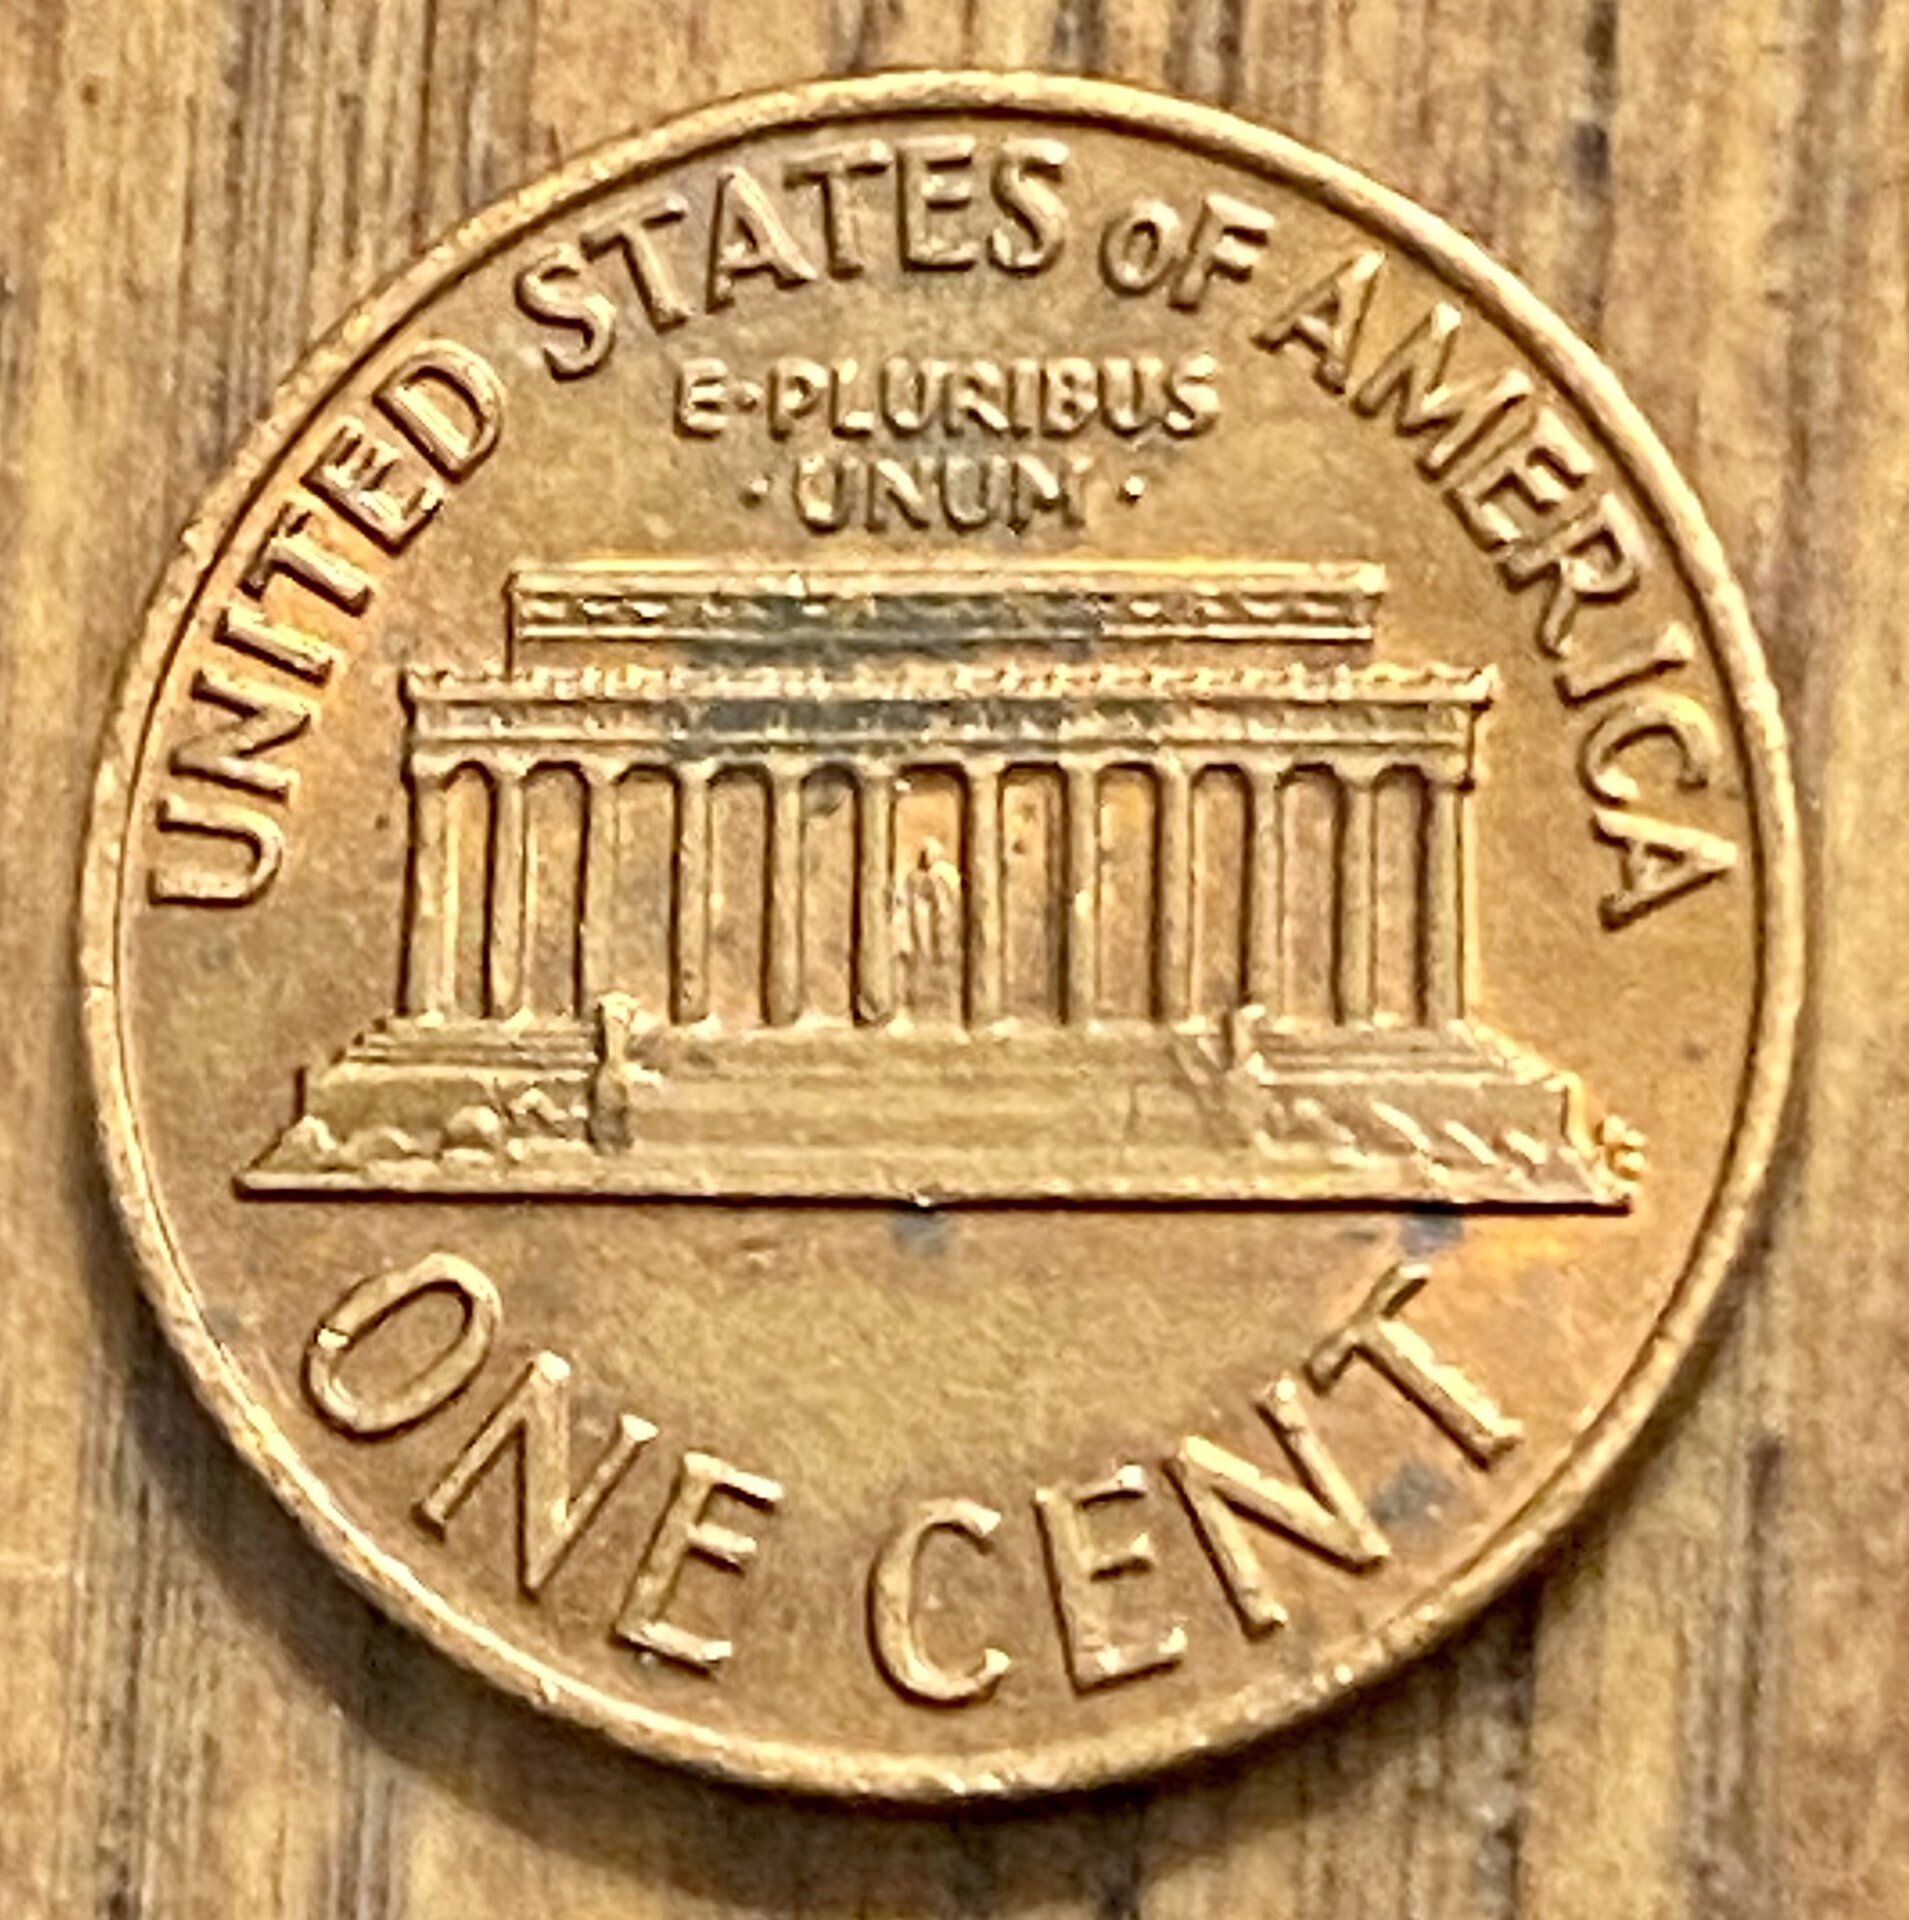 UNITED STATES OF AMERICA
E·PLURIBUS
·UNUM·
ONE CENT